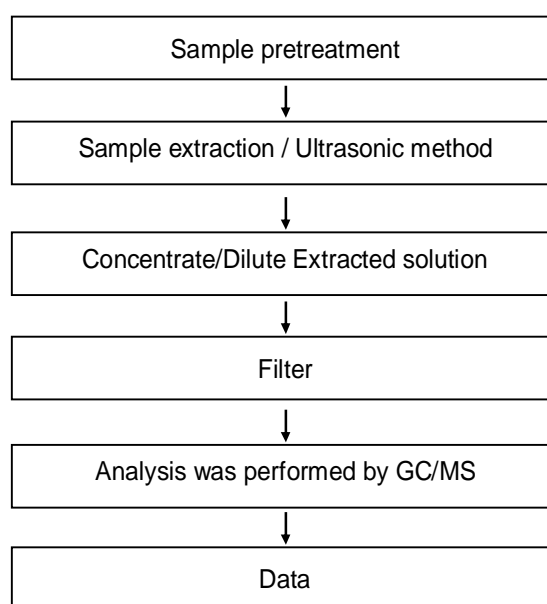 Sample pretreatment
Sample extraction / Ultrasonic method
Concentrate/Dilute Extracted solution
Filter
Analysis was performed by GC/MS
Data